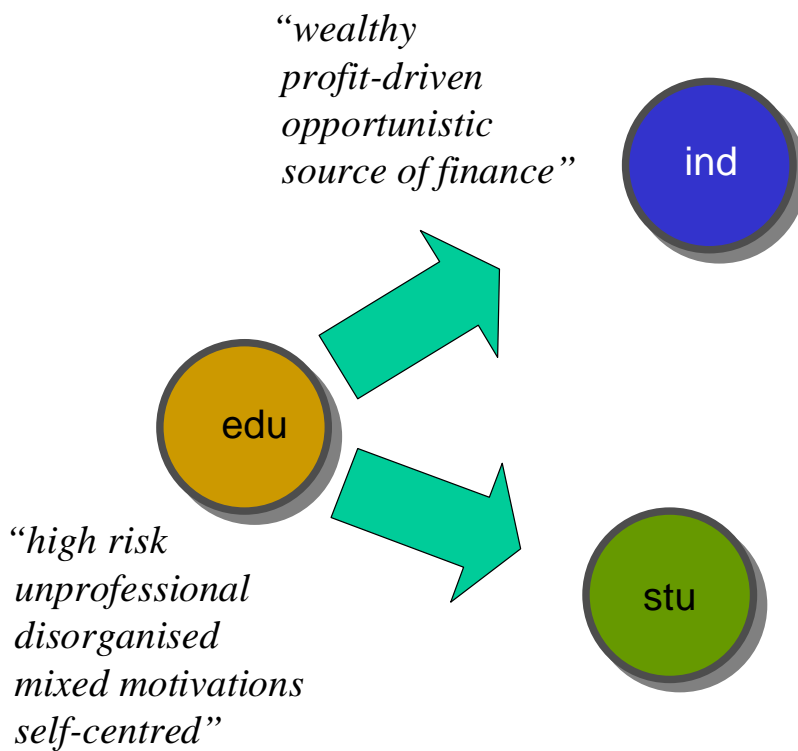 “wealthy
profit-driven
opportunistic
source of finance”
ind
edu
“high risk
unprofessional
disorganised
mixed motivations
self-centred”
stu